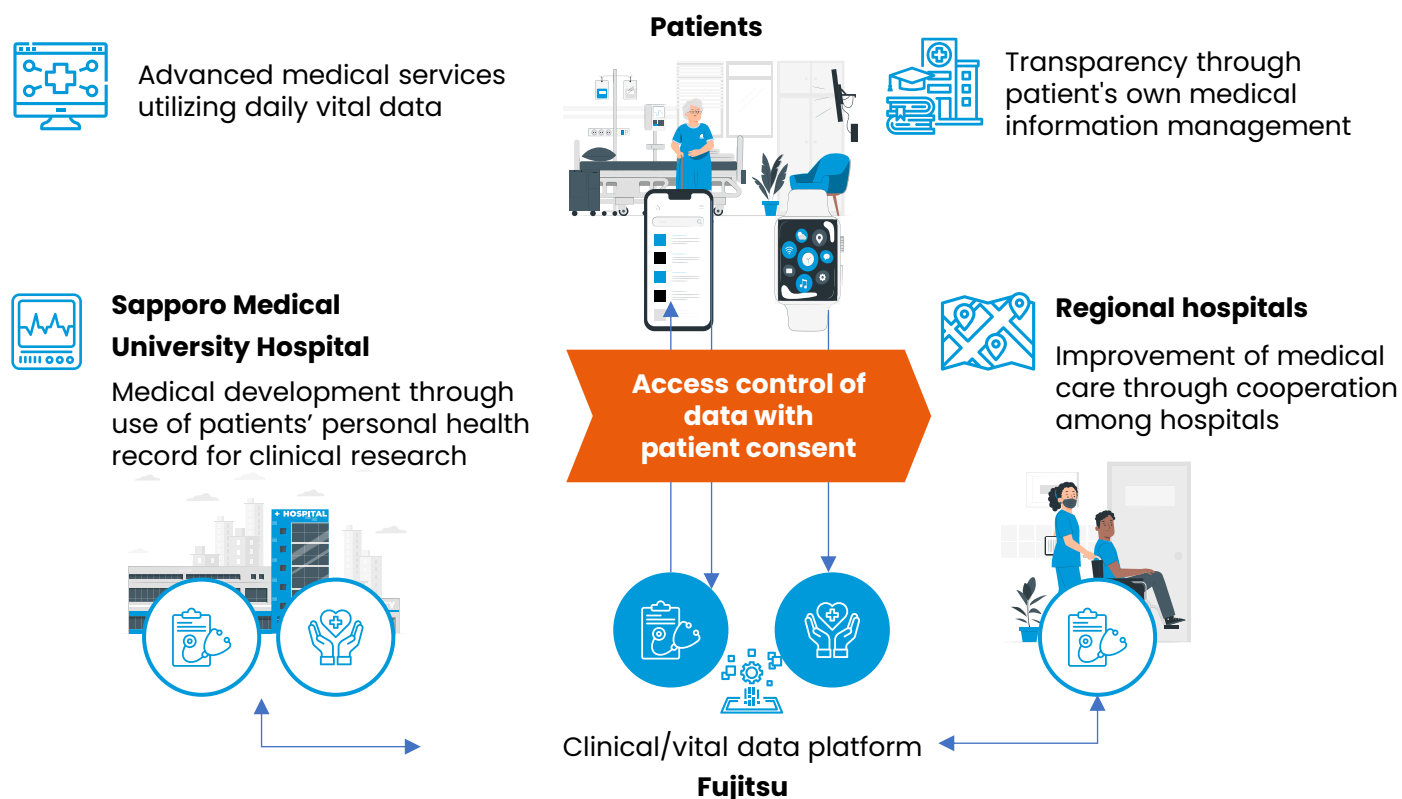 Patients
Advanced medical services
utilizing daily vital data
Transparency through
patient's own medical
information management
Sapporo Medical
University Hospital
Medical development through
use of patients’ personal health
record for clinical research
Access control of
data with
patient consent
Regional hospitals
Improvement of medical
care through cooperation
among hospitals
+ HOSPITAL
Clinical/vital data platform
Fujitsu